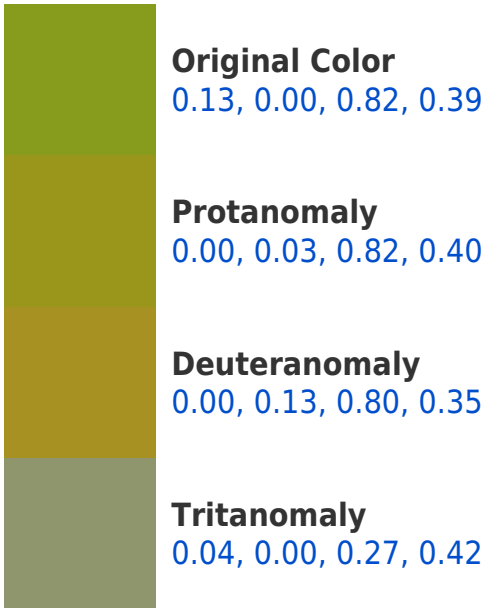 Original Color
0.13, 0.00, 0.82, 0.39
Protanomaly
0.00, 0.03, 0.82, 0.40
Deuteranomaly
0.00, 0.13, 0.80, 0.35
Tritanomaly
0.04, 0.00, 0.27, 0.42